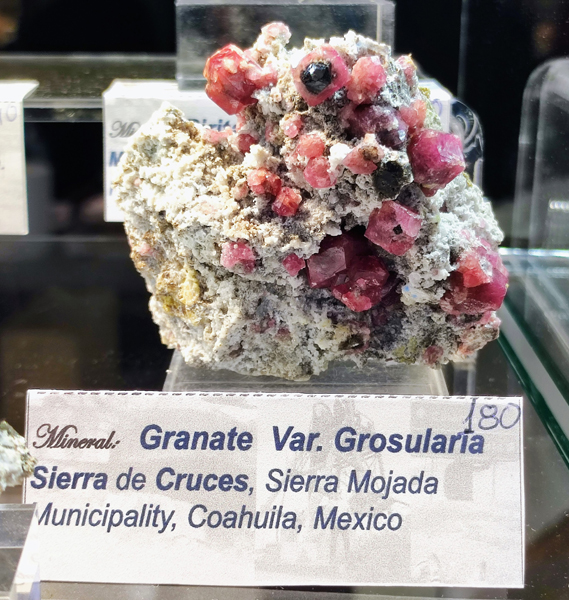 180
Mineral: Granate Var. Grosularia
Sierra de Cruces, Sierra Mojada
Municipality, Coahuila, Mexico